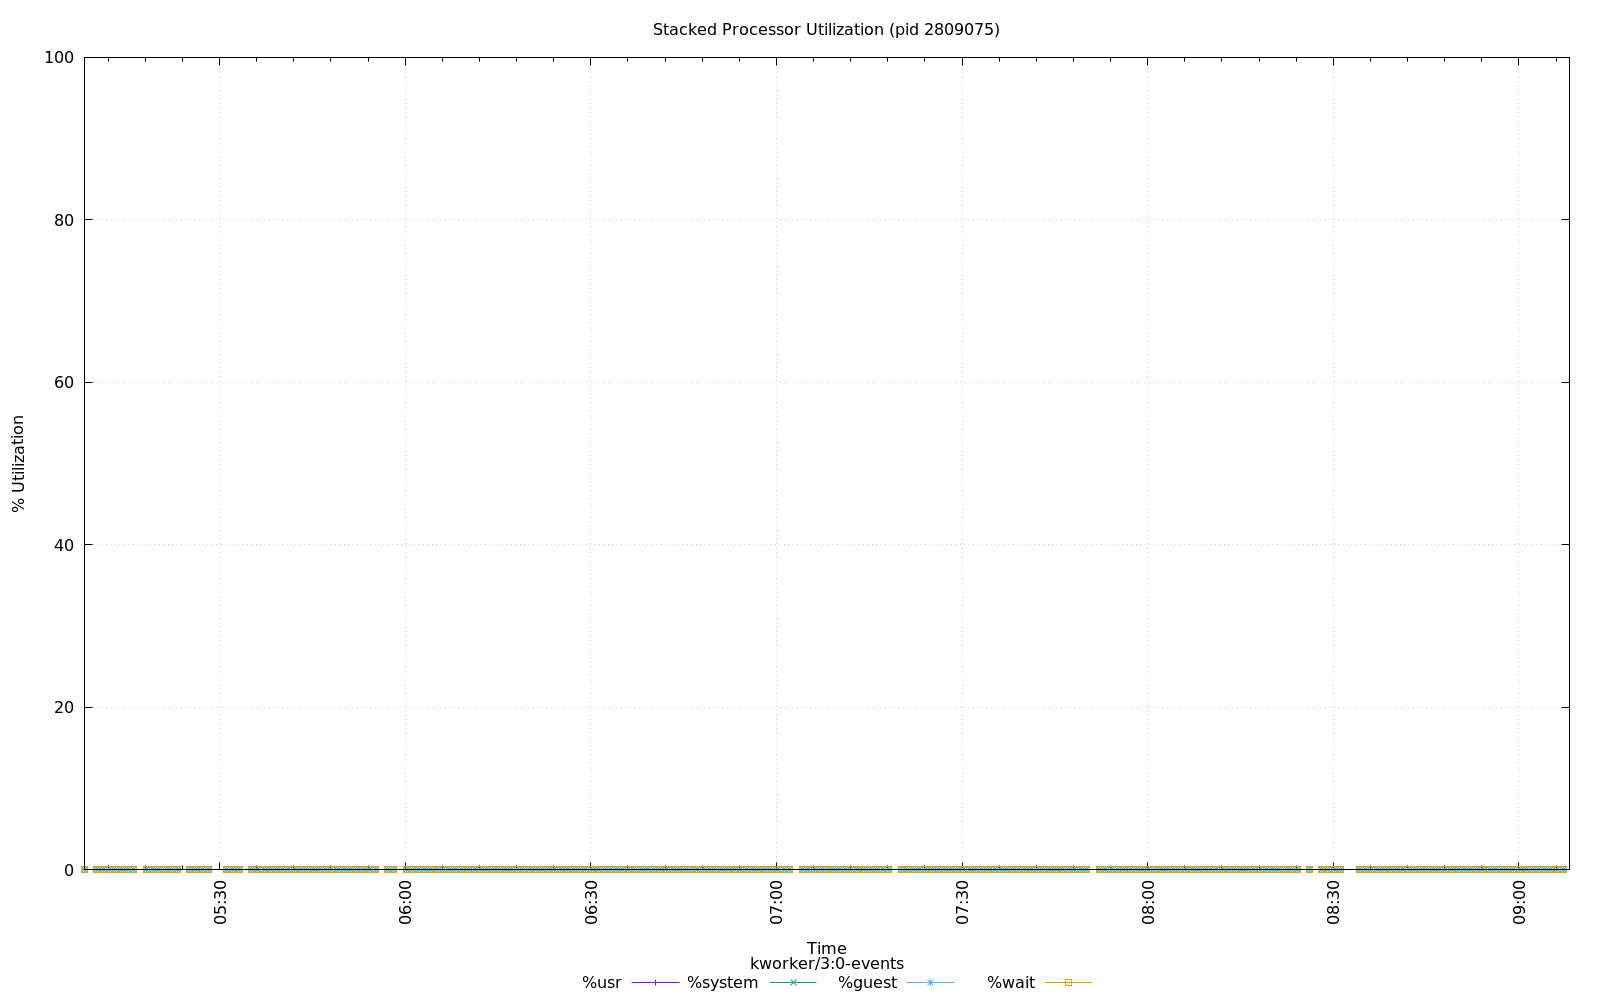 Stacked Processor Utilization (pid 2809075)
100
80
60
40
20
0
% Utilization
05:30
06:00
06:30
07:00
07:30
08:00
08:30
09:00
Time
kworker/3:0-events
%usr %system %guest %wait